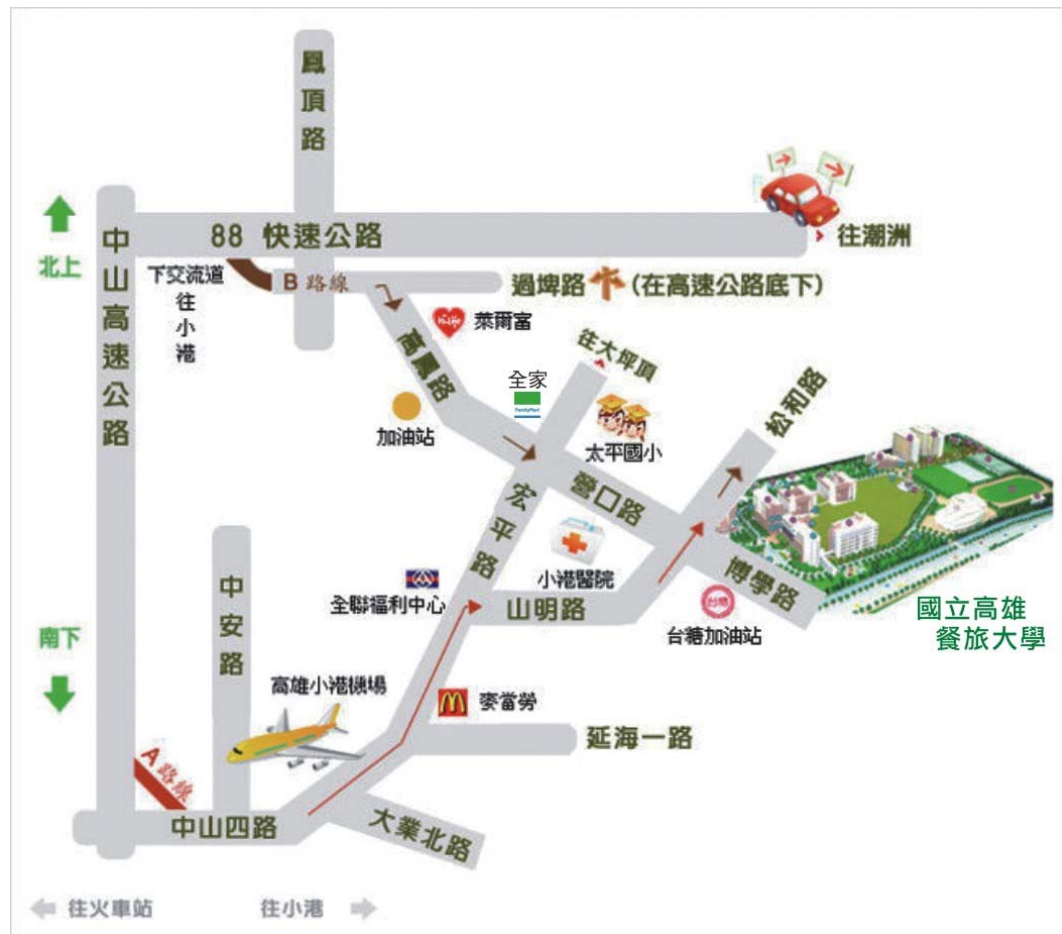 鳳頂路
中山高速公路
北上
88 快速公路
往潮洲
下交流道
往小港
B 路線
過埤路
(在高速公路底下)
Hi-Life
萊爾富
高鳳路
往大坪頂
全家
FamilyMart
加油站
太平國小
松和路
營口路
宏平路
中安路
小港醫院
全聯福利中心
山明路
博學路
台糖
台糖加油站
國立高雄
餐旅大學
南下
高雄小港機場
麥當勞
延海一路
A 路線
中山四路
大業北路
往火車站
往小港